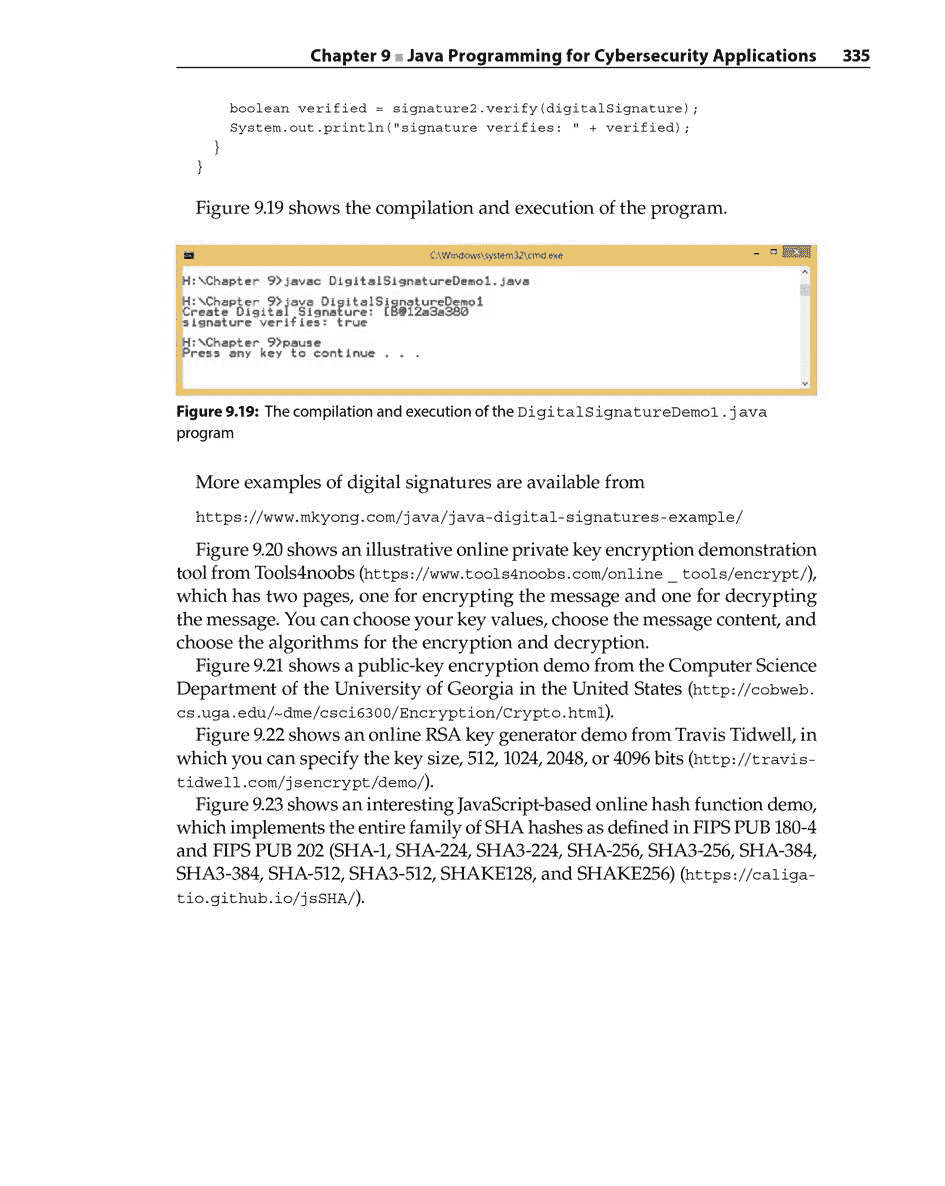 Chapter 9 ■ Java Programming for Cybersecurity Applications 335
boolean verified = signature2.verify(digitalSignature);
System.out.println("signature verifies: " + verified);
}
}
Figure 9.19 shows the compilation and execution of the program.
C:\Windows\system32\cmd.exe
H:\Chapter 9>javac DigitalSignatureDemo1.java
H:\Chapter 9>java DigitalSignatureDemo1
Create Digital Signature: [B@12a3a380
signature verifies: true
H:\Chapter 9>pause
Press any key to continue . . .
Figure 9.19: The compilation and execution of the DigitalSignatureDemo1.java
program
More examples of digital signatures are available from
https://www.mkyong.com/java/java-digital-signatures-example/
Figure 9.20 shows an illustrative online private key encryption demonstration
tool from Tools4noobs (https://www.tools4noobs.com/online _ tools/encrypt/),
which has two pages, one for encrypting the message and one for decrypting
the message. You can choose your key values, choose the message content, and
choose the algorithms for the encryption and decryption.
Figure 9.21 shows a public-key encryption demo from the Computer Science
Department of the University of Georgia in the United States (http://cobweb.
cs.uga.edu/~dme/csci6300/Encryption/Crypto.html).
Figure 9.22 shows an online RSA key generator demo from Travis Tidwell, in
which you can specify the key size, 512, 1024, 2048, or 4096 bits (http://travis-
tidwell.com/jsencrypt/demo/).
Figure 9.23 shows an interesting JavaScript-based online hash function demo,
which implements the entire family of SHA hashes as defined in FIPS PUB 180-4
and FIPS PUB 202 (SHA-1, SHA-224, SHA3-224, SHA-256, SHA3-256, SHA-384,
SHA3-384, SHA-512, SHA3-512, SHAKE128, and SHAKE256) (https://caliga-
tio.github.io/jsSHA/).